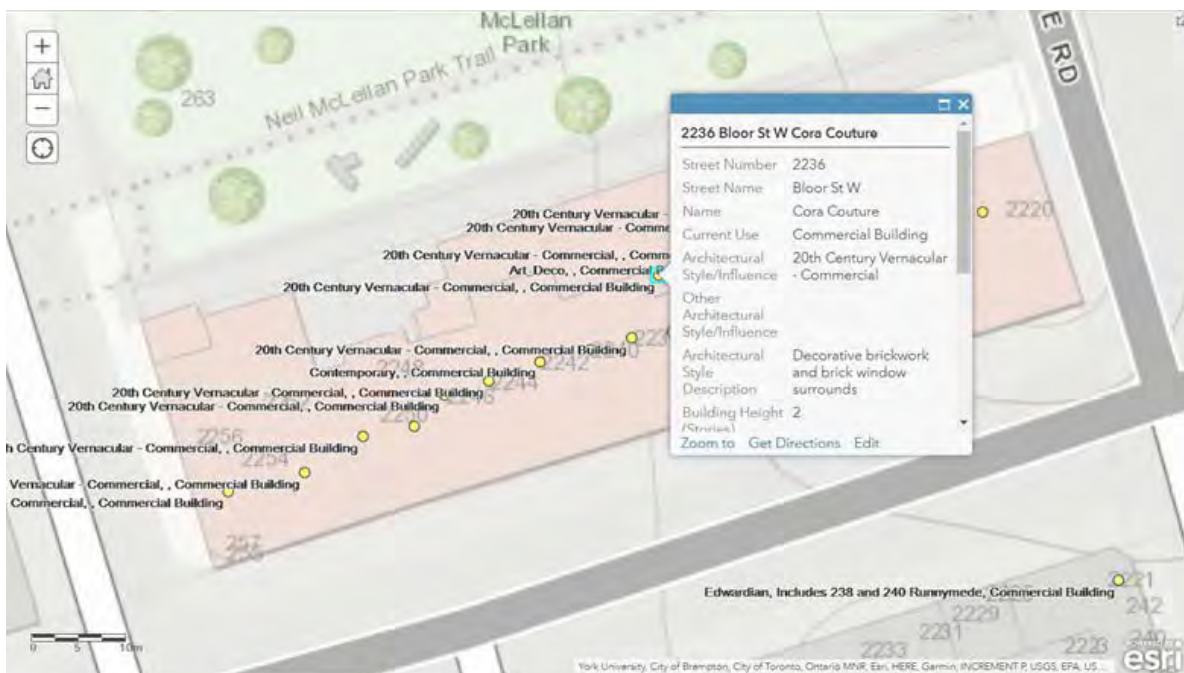 McLellan
Park
Neil McLellan Park Trail
263
E RD
2236 Bloor St W Cora Couture
Street Number 2236
Street Name Bloor St W
Name Cora Couture
Current Use Commercial Building
Architectural 20th Century Vernacular
Style/Influence - Commercial
Other
Architectural
Style/Influence
Architectural Decorative brickwork
Style and brick window
Description surrounds
Building Height 2
(Stories)
Zoom to Get Directions Edit
2220
20th Century Vernacular -
20th Century Vernacular - Comme
20th Century Vernacular - Commercial, , Comm
Art_Deco, , Commercial
20th Century Vernacular - Commercial, , Commercial Building
20th Century Vernacular - Commercial, , Commercial Building
2242
Contemporary, , Commercial Building
2244
20th Century Vernacular - Commercial, , Commercial Building
20th Century Vernacular - Commercial, , Commercial Building
2256
h Century Vernacular - Commercial, , Commercial Building
2254
Vernacular - Commercial, , Commercial Building
Commercial, , Commercial Building
257
2221
Edwardian, Includes 238 and 240 Runnymede, Commercial Building
2229
242
2231
2233
2223
0 5 10m
York University, City of Brampton, City of Toronto, Ontario MNR, Esri, HERE, Garmin, INCREMENT P, USGS, EPA, US...
esri